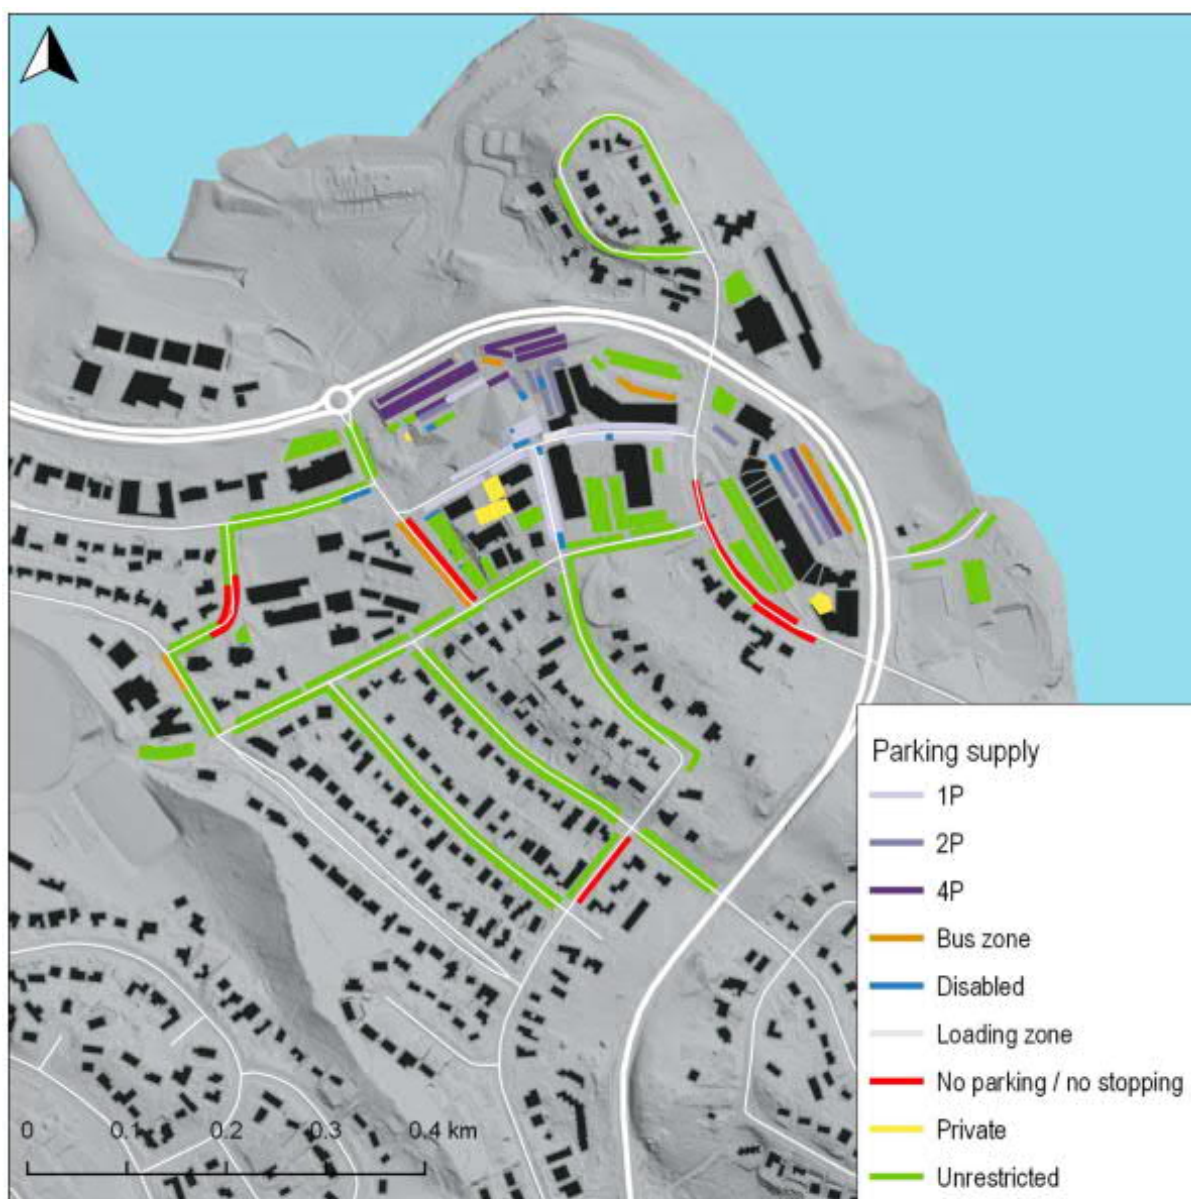 Parking supply
1P
2P
4P
Bus zone
Disabled
Loading zone
No parking / no stopping
Private
Unrestricted
0 0.1 0.2 0.3 0.4 km